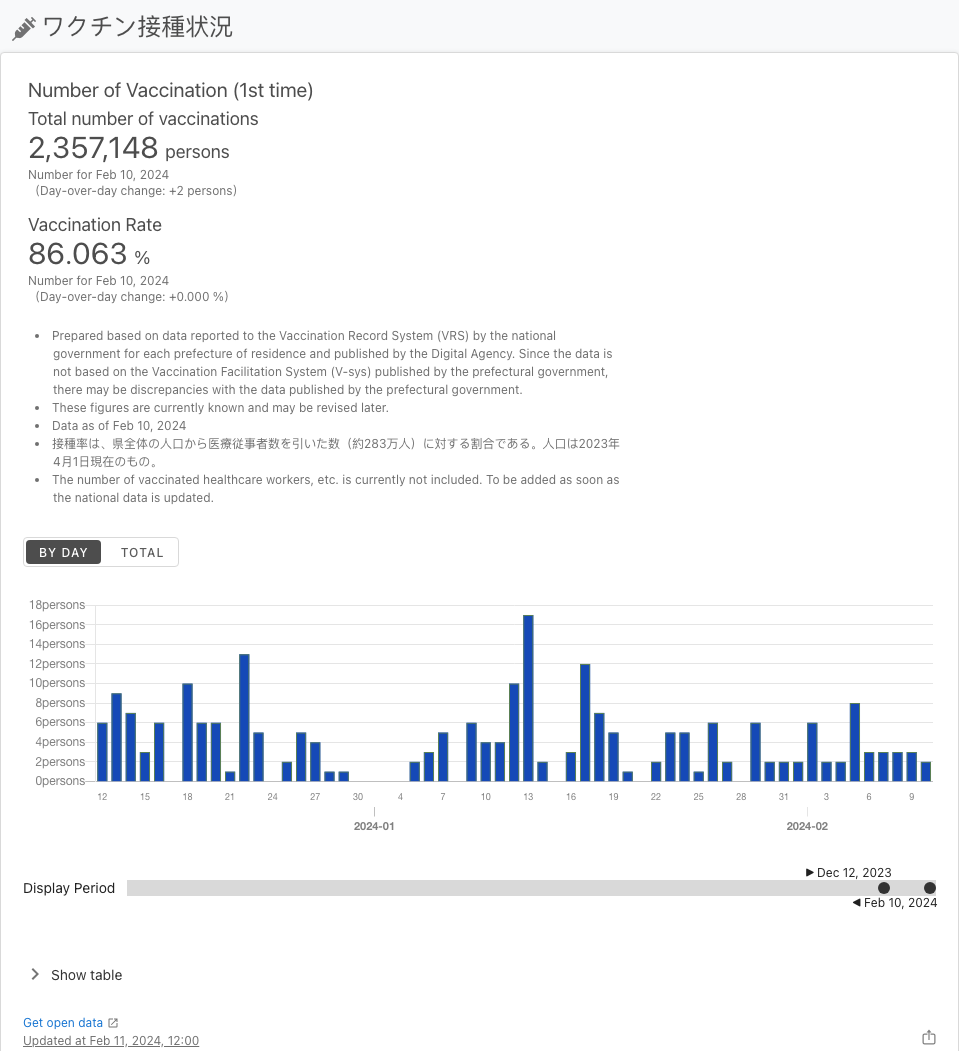 ワクチン接種状況
Number of Vaccination (1st time)
Total number of vaccinations
2,357,148 persons
Number for Feb 10, 2024
(Day-over-day change: +2 persons)
Vaccination Rate
86.063 %
Number for Feb 10, 2024
(Day-over-day change: +0.000 %)
• Prepared based on data reported to the Vaccination Record System (VRS) by the national
government for each prefecture of residence and published by the Digital Agency. Since the data is
not based on the Vaccination Facilitation System (V-sys) published by the prefectural government,
there may be discrepancies with the data published by the prefectural government.
• These figures are currently known and may be revised later.
• Data as of Feb 10, 2024
• 接種率は、県全体の人口から医療従事者数を引いた数（約283万人）に対する割合である。人口は2023年
4月1日現在のもの。
• The number of vaccinated healthcare workers, etc. is currently not included. To be added as soon as
the national data is updated.
BY DAY TOTAL
18persons
16persons
14persons
12persons
10persons
8persons
6persons
4persons
2persons
0persons
12 15 18 21 24 27 30 4 7 10 13 16 19 22 25 28 31 3 6 9
2024-01 2024-02
Dec 12, 2023
Display Period
Feb 10, 2024
Show table
Get open data
Updated at Feb 11, 2024, 12:00